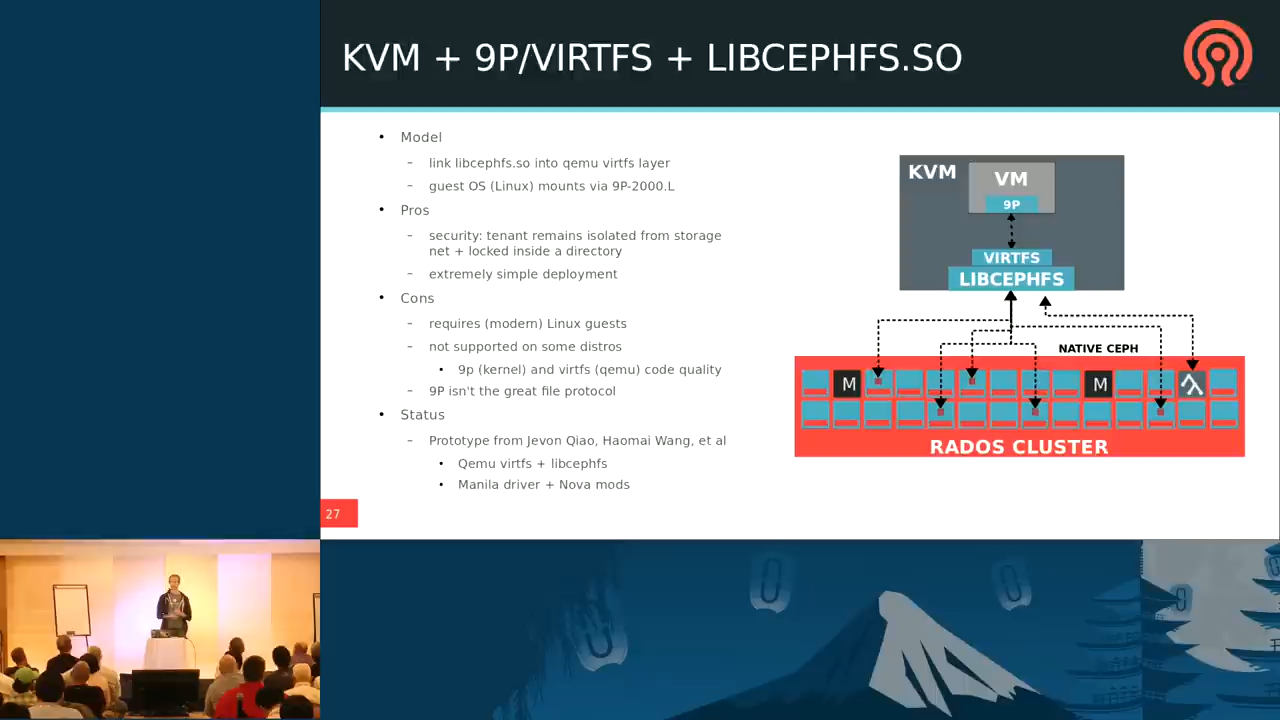 KVM + 9P/VIRTFS + LIBCEPHFS.SO
• Model
– link libcephfs.so into qemu virtfs layer
– guest OS (Linux) mounts via 9P-2000.L
• Pros
– security: tenant remains isolated from storage
net + locked inside a directory
– extremely simple deployment
• Cons
– requires (modern) Linux guests
– not supported on some distros
• 9p (kernel) and virtfs (qemu) code quality
– 9P isn't the great file protocol
• Status
– Prototype from Jevon Qiao, Haomai Wang, et al
• Qemu virtfs + libcephfs
• Manila driver + Nova mods
27
KVM
VM
9P
VIRTFS
LIBCEPHFS
NATIVE CEPH
M
M
RADOS CLUSTER